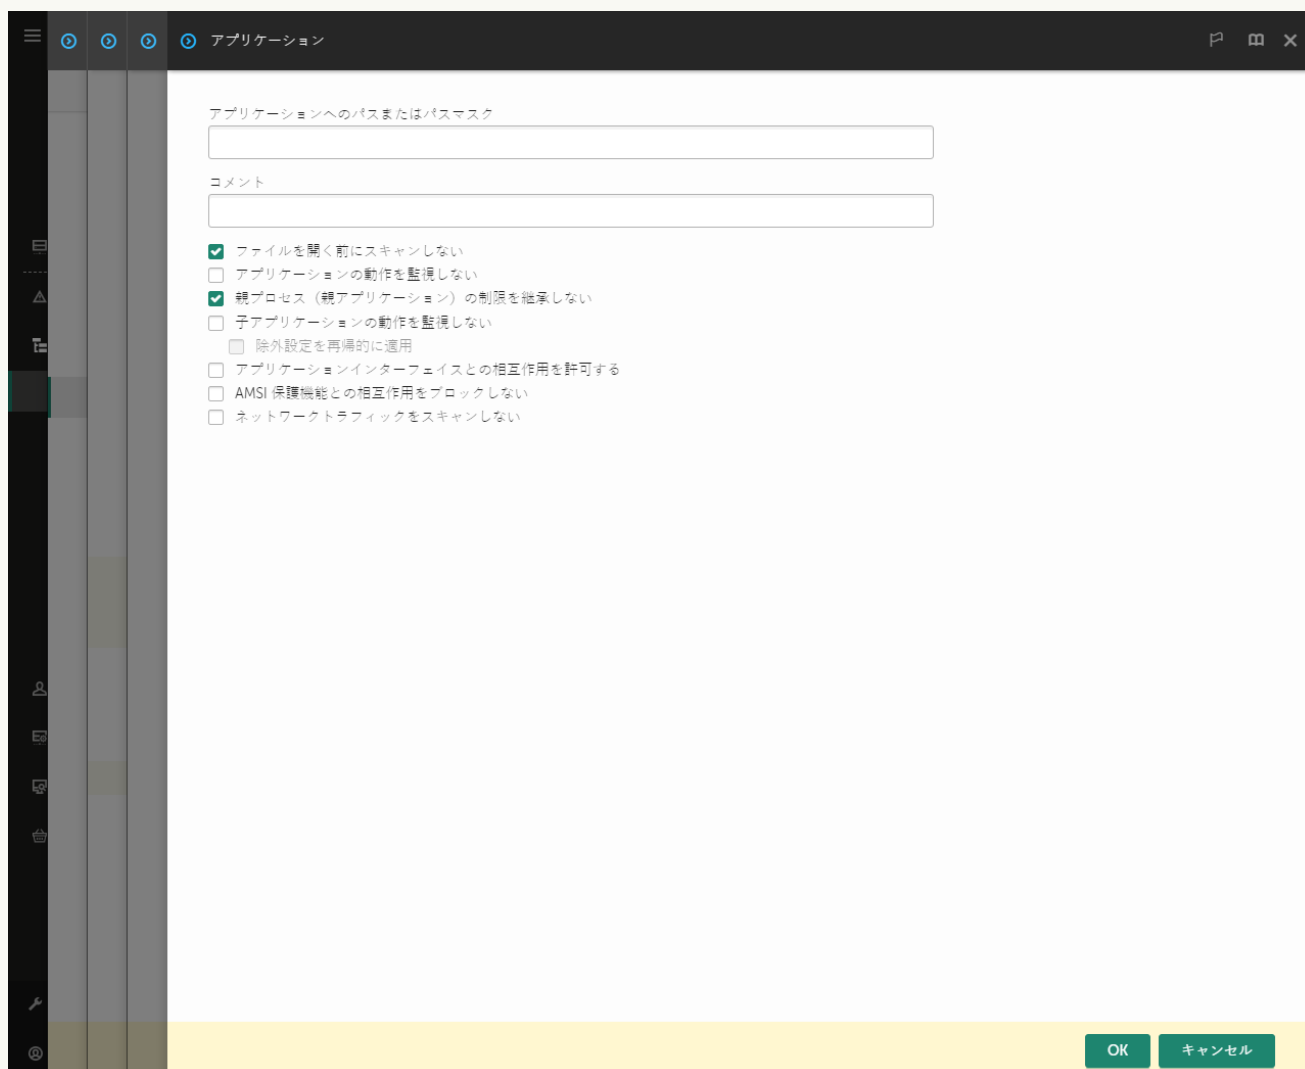 アプリケーション
アプリケーションへのパスまたはパスマスク
コメント
ファイルを開く前にスキャンしない
アプリケーションの動作を監視しない
親プロセス（親アプリケーション）の制限を継承しない
子アプリケーションの動作を監視しない
除外設定を再帰的に適用
アプリケーションインターフェイスとの相互作用を許可する
AMSI 保護機能との相互作用をブロックしない
ネットワークトラフィックをスキャンしない
OK キャンセル